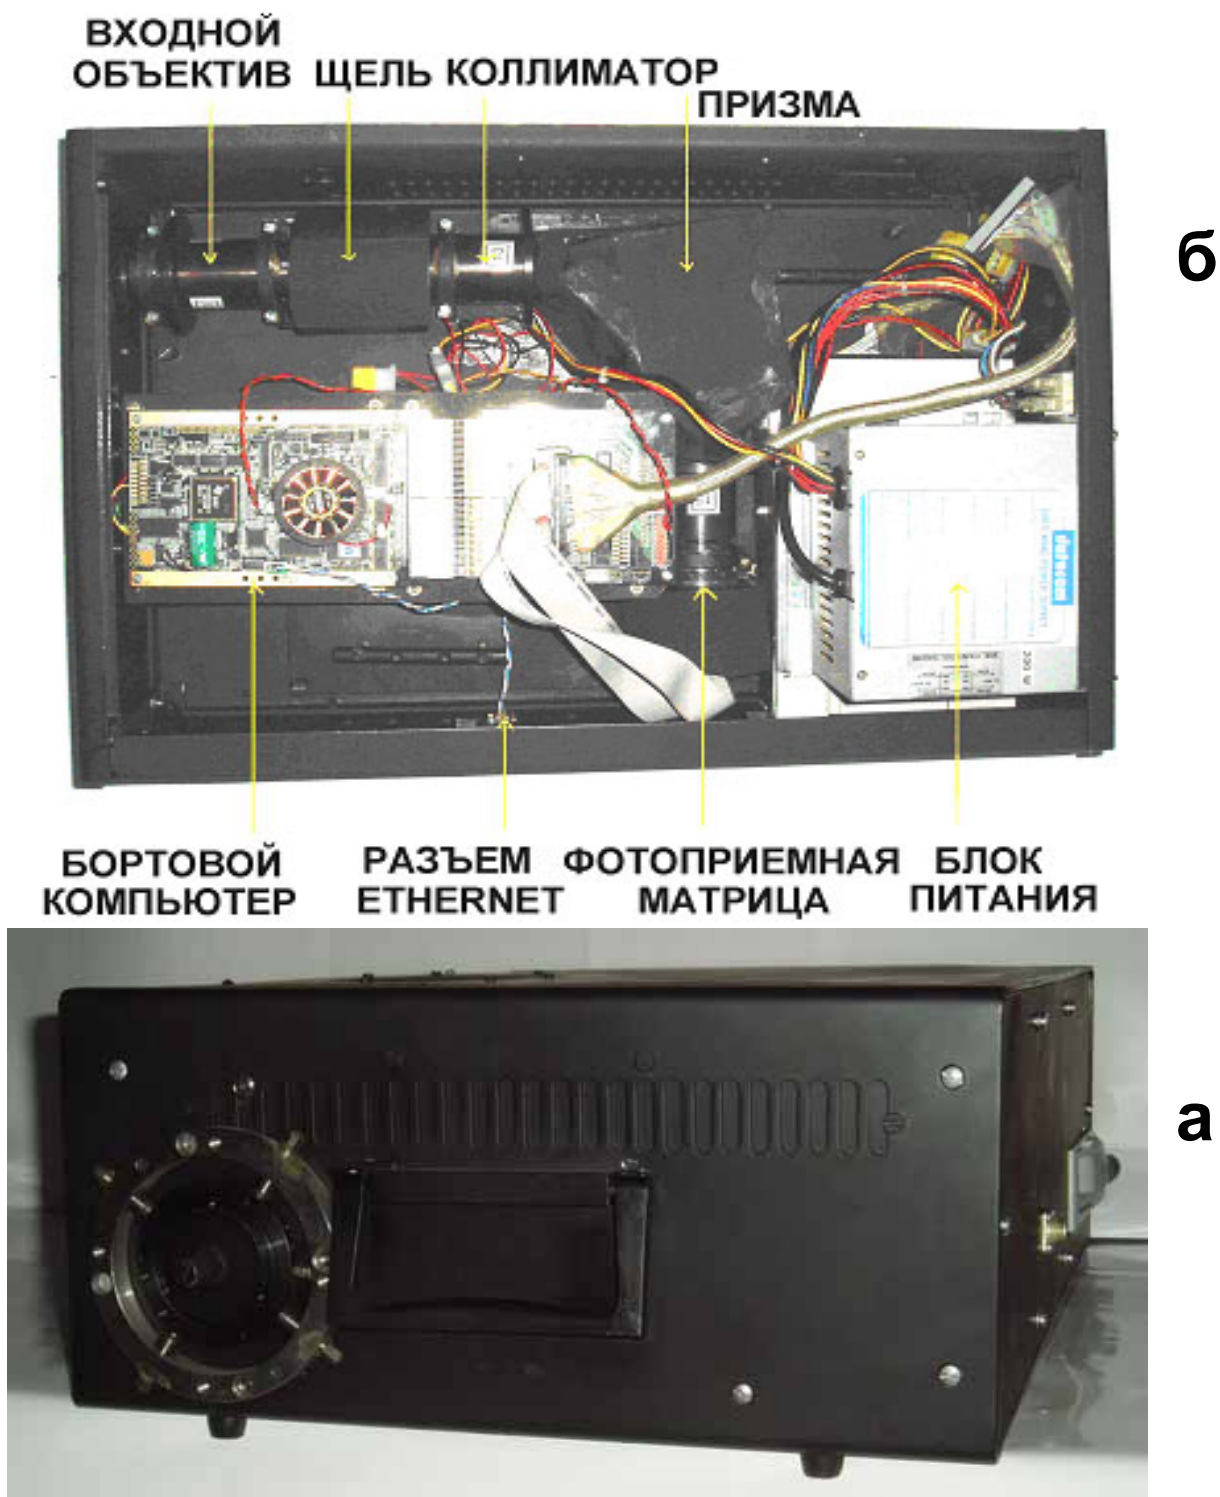 ВХОДНОЙ
ОБЪЕКТИВ ЩЕЛЬ КОЛЛИМАТОР
ПРИЗМА
б
БОРТОВОЙ РАЗЪЕМ ФОТОПРИЕМНАЯ БЛОК
КОМПЬЮТЕР ETHERNET МАТРИЦА ПИТАНИЯ
а